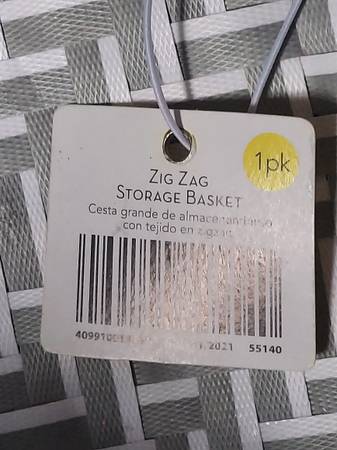 1pk
ZIG ZAG
STORAGE BASKET
Cesta grande de almacenamiento
con tejido en zigzag
2021 55140